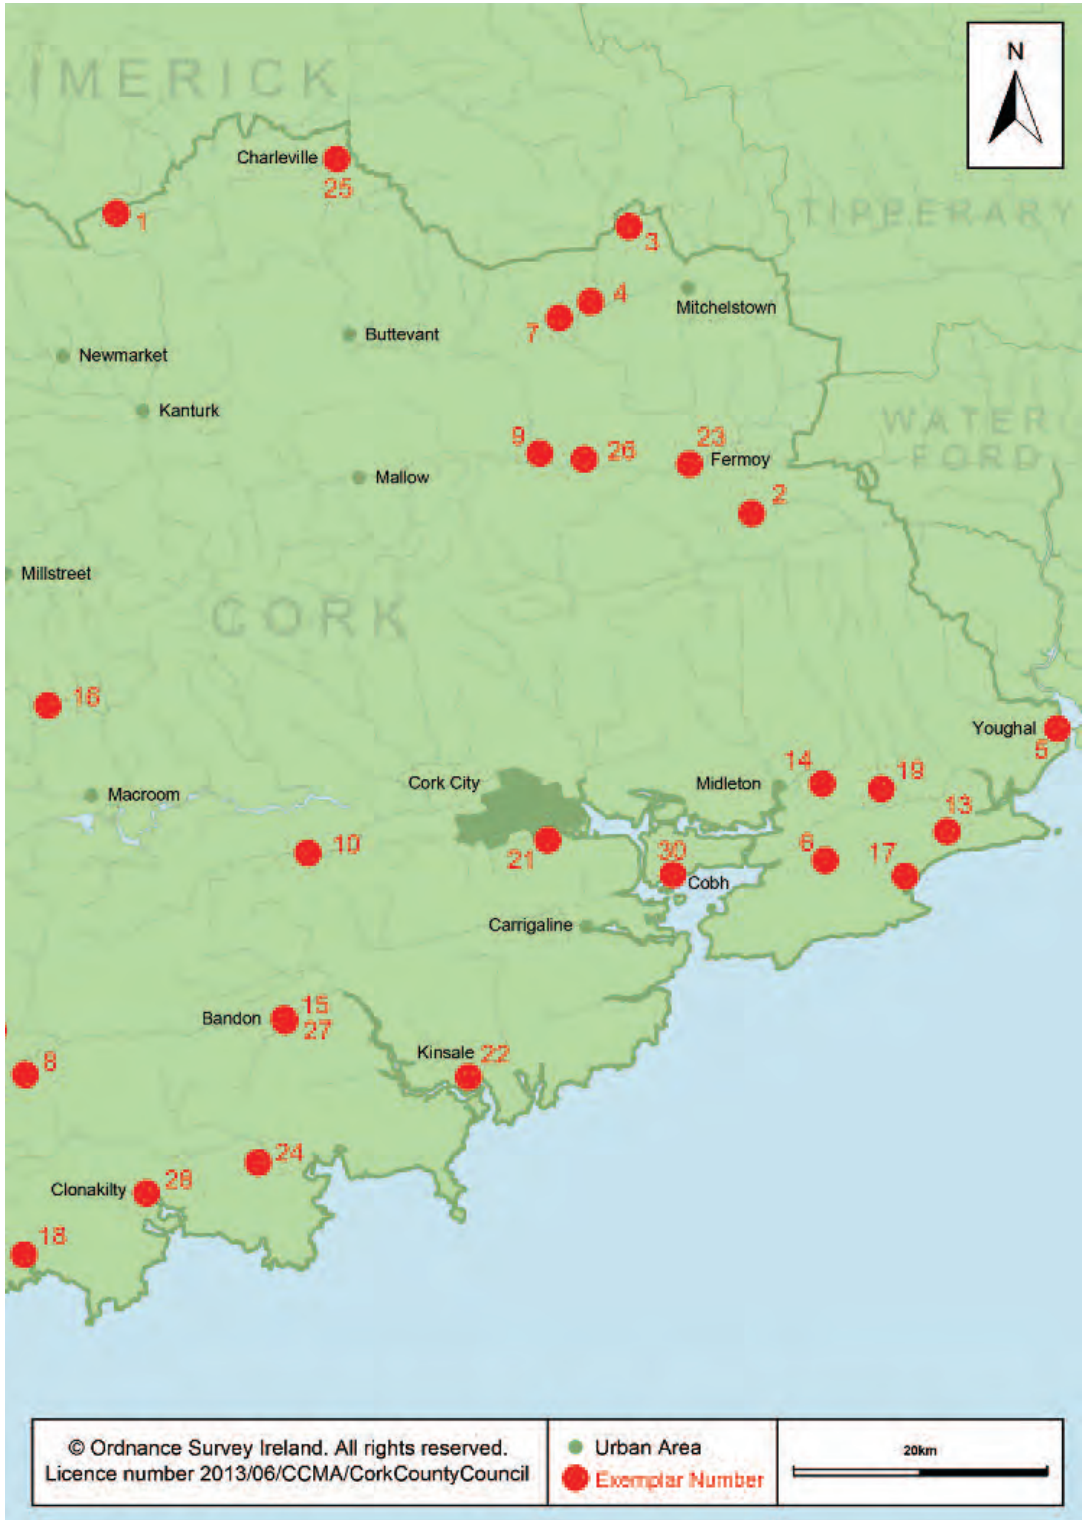 N
LIMERICK
Charleville
25
1
TIPPERARY
3
4
Mitchelstown
7
Buttevant
Newmarket
Kanturk
WATER
FORD
9
26
23
Fermoy
Mallow
2
Millstreet
CORK
16
Youghal
5
Cork City
Midleton
14
19
Macroom
13
10
21
30
6
17
Cobh
Carrigaline
Bandon
15
27
Kinsale
22
8
24
Clonakilty
28
18
© Ordnance Survey Ireland. All rights reserved.
Licence number 2013/06/CCMA/CorkCountyCouncil
Urban Area
Exemplar Number
20km